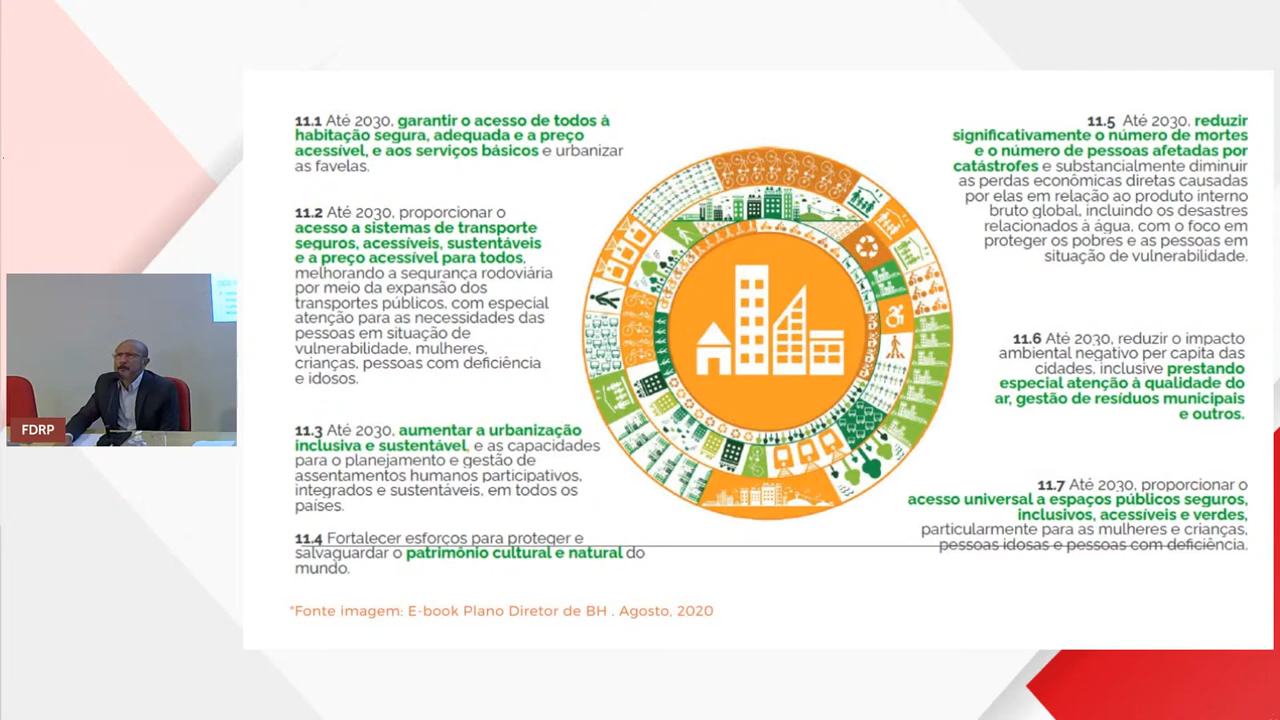 11.1 Até 2030, garantir o acesso de todos à
habitação segura, adequada e a preço
acessível, e aos serviços básicos e urbanizar
as favelas.
11.2 Até 2030, proporcionar o
acesso a sistemas de transporte
seguros, acessíveis, sustentáveis
e a preço acessível para todos,
melhorando a segurança rodoviária
por meio da expansão dos
transportes públicos, com especial
atenção para as necessidades das
pessoas em situação de
vulnerabilidade, mulheres,
crianças, pessoas com deficiência
e idosos.
11.3 Até 2030, aumentar a urbanização
inclusiva e sustentável, e as capacidades
para o planejamento e gestão de
assentamentos humanos participativos,
integrados e sustentáveis, em todos os
países.
11.4 Fortalecer esforços para proteger e
salvaguardar o patrimônio cultural e natural do
mundo.
*Fonte imagem: E-book Plano Diretor de BH . Agosto, 2020
11.5 Até 2030, reduzir
significativamente o número de mortes
e o número de pessoas afetadas por
catástrofes e substancialmente diminuir
as perdas econômicas diretas causadas
por elas em relação ao produto interno
bruto global, incluindo os desastres
relacionados à água, com o foco em
proteger os pobres e as pessoas em
situação de vulnerabilidade.
11.6 Até 2030, reduzir o impacto
ambiental negativo per capita das
cidades, inclusive prestando
especial atenção à qualidade do
ar, gestão de resíduos municipais
e outros.
11.7 Até 2030, proporcionar o
acesso universal a espaços públicos seguros,
inclusivos, acessíveis e verdes,
particularmente para as mulheres e crianças,
pessoas idosas e pessoas com deficiência.
FDRP